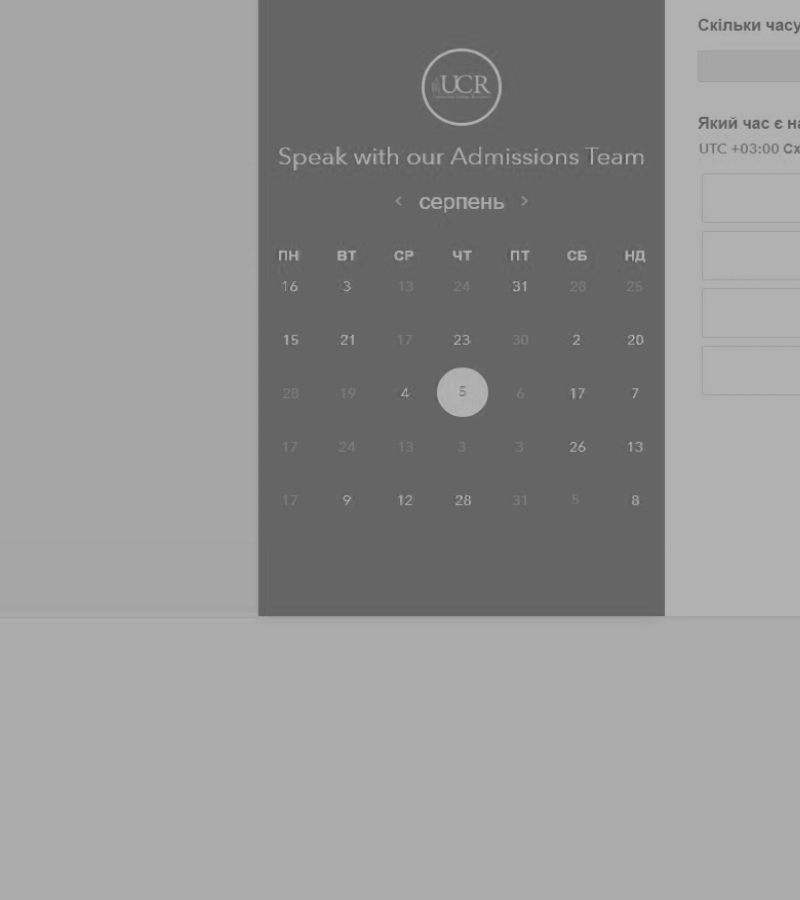 UCR
Speak with our Admissions Team
< серпень >
ПН ВТ СР ЧТ ПТ СБ НД
16 3 13 24 31 28 25
15 21 17 23 30 2 20
28 19 4 5 6 17 7
17 24 13 3 3 26 13
17 9 12 28 31 5 8
Скільки часу
Який час є
UTC +03:00